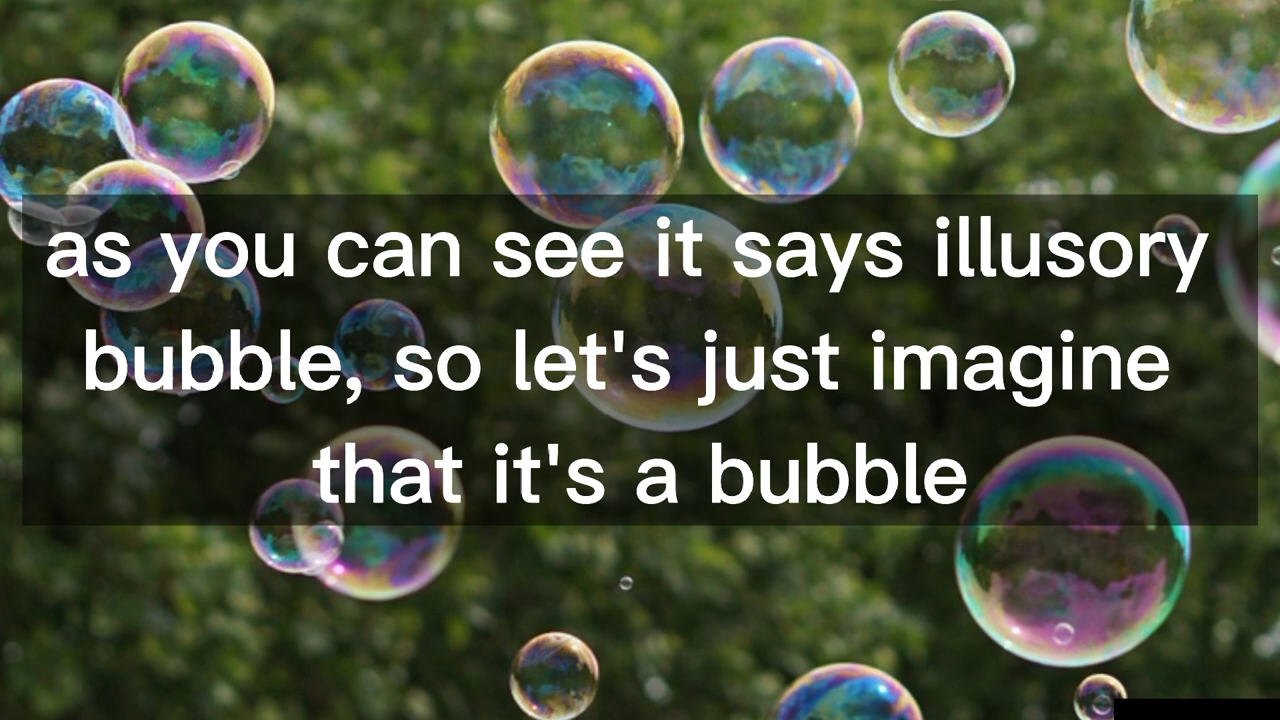 as you can see it says illusory
bubble, so let's just imagine
that it's a bubble